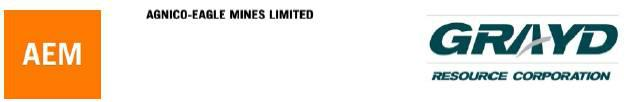 AEM
AGNICO-EAGLE MINES LIMITED
GRAYD
RESOURCE CORPORATION